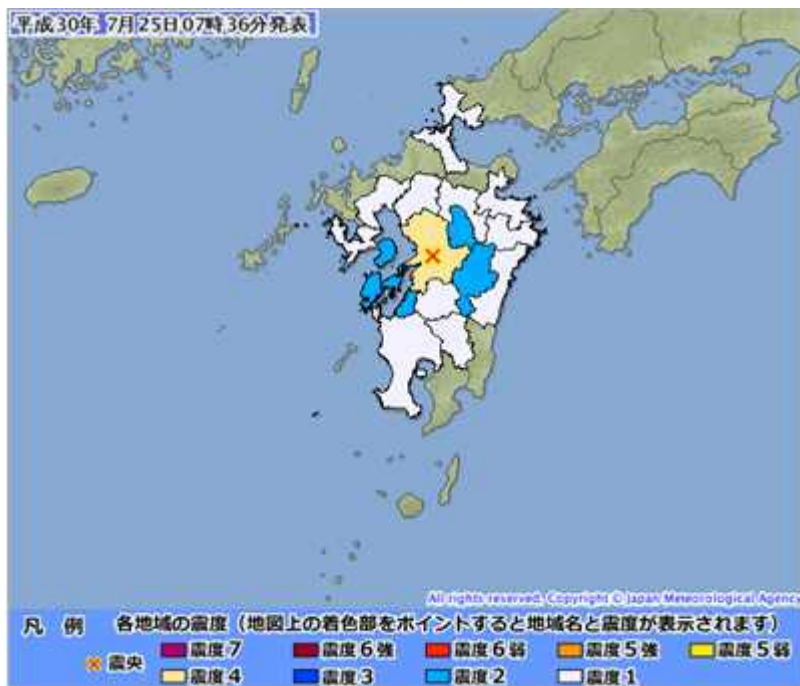 平成30年 7月25日07時36分発表
All rights reserved. Copyright © Japan Meteorological Agency
凡 例 各地域の震度（地図上の着色部をポイントすると地域名と震度が表示されます）
× 震央 震度7 震度6強 震度6弱 震度5強 震度5弱
震度4 震度3 震度2 震度1